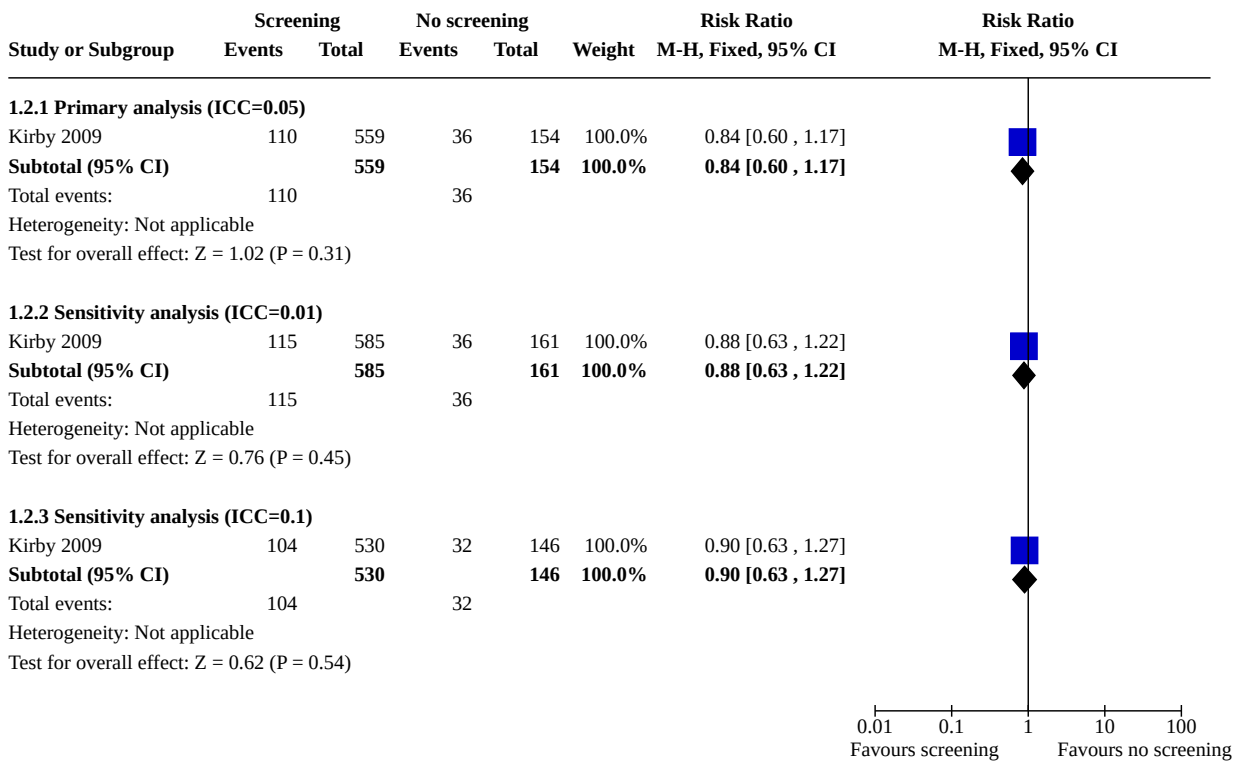 Screening No screening Risk Ratio Risk Ratio
Study or Subgroup Events Total Events Total Weight M-H, Fixed, 95% CI M-H, Fixed, 95% CI
1.2.1 Primary analysis (ICC=0.05)
Kirby 2009 110 559 36 154 100.0% 0.84 [0.60 , 1.17]
Subtotal (95% CI) 559 154 100.0% 0.84 [0.60 , 1.17]
Total events: 110 36
Heterogeneity: Not applicable
Test for overall effect: Z = 1.02 (P = 0.31)
1.2.2 Sensitivity analysis (ICC=0.01)
Kirby 2009 115 585 36 161 100.0% 0.88 [0.63 , 1.22]
Subtotal (95% CI) 585 161 100.0% 0.88 [0.63 , 1.22]
Total events: 115 36
Heterogeneity: Not applicable
Test for overall effect: Z = 0.76 (P = 0.45)
1.2.3 Sensitivity analysis (ICC=0.1)
Kirby 2009 104 530 32 146 100.0% 0.90 [0.63 , 1.27]
Subtotal (95% CI) 530 146 100.0% 0.90 [0.63 , 1.27]
Total events: 104 32
Heterogeneity: Not applicable
Test for overall effect: Z = 0.62 (P = 0.54)
0.01 0.1 1 10 100
Favours screening Favours no screening